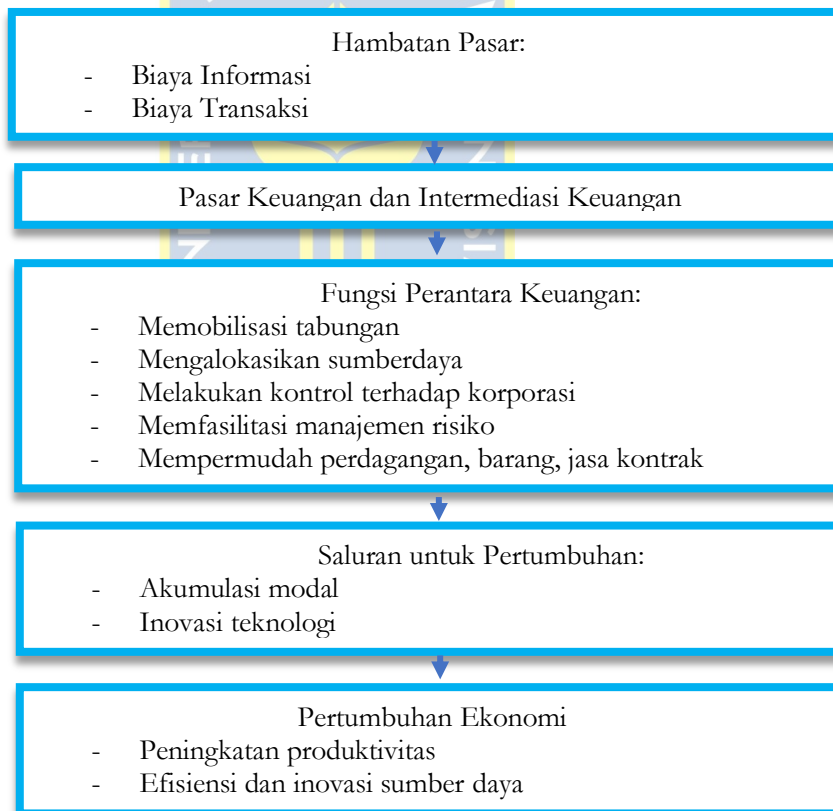 Hambatan Pasar:
- Biaya Informasi
- Biaya Transaksi
Pasar Keuangan dan Intermediasi Keuangan
Fungsi Perantara Keuangan:
- Memobilisasi tabungan
- Mengalokasikan sumberdaya
- Melakukan kontrol terhadap korporasi
- Memfasilitasi manajemen risiko
- Mempermudah perdagangan, barang, jasa kontrak
Saluran untuk Pertumbuhan:
- Akumulasi modal
- Inovasi teknologi
Pertumbuhan Ekonomi
- Peningkatan produktivitas
- Efisiensi dan inovasi sumber daya